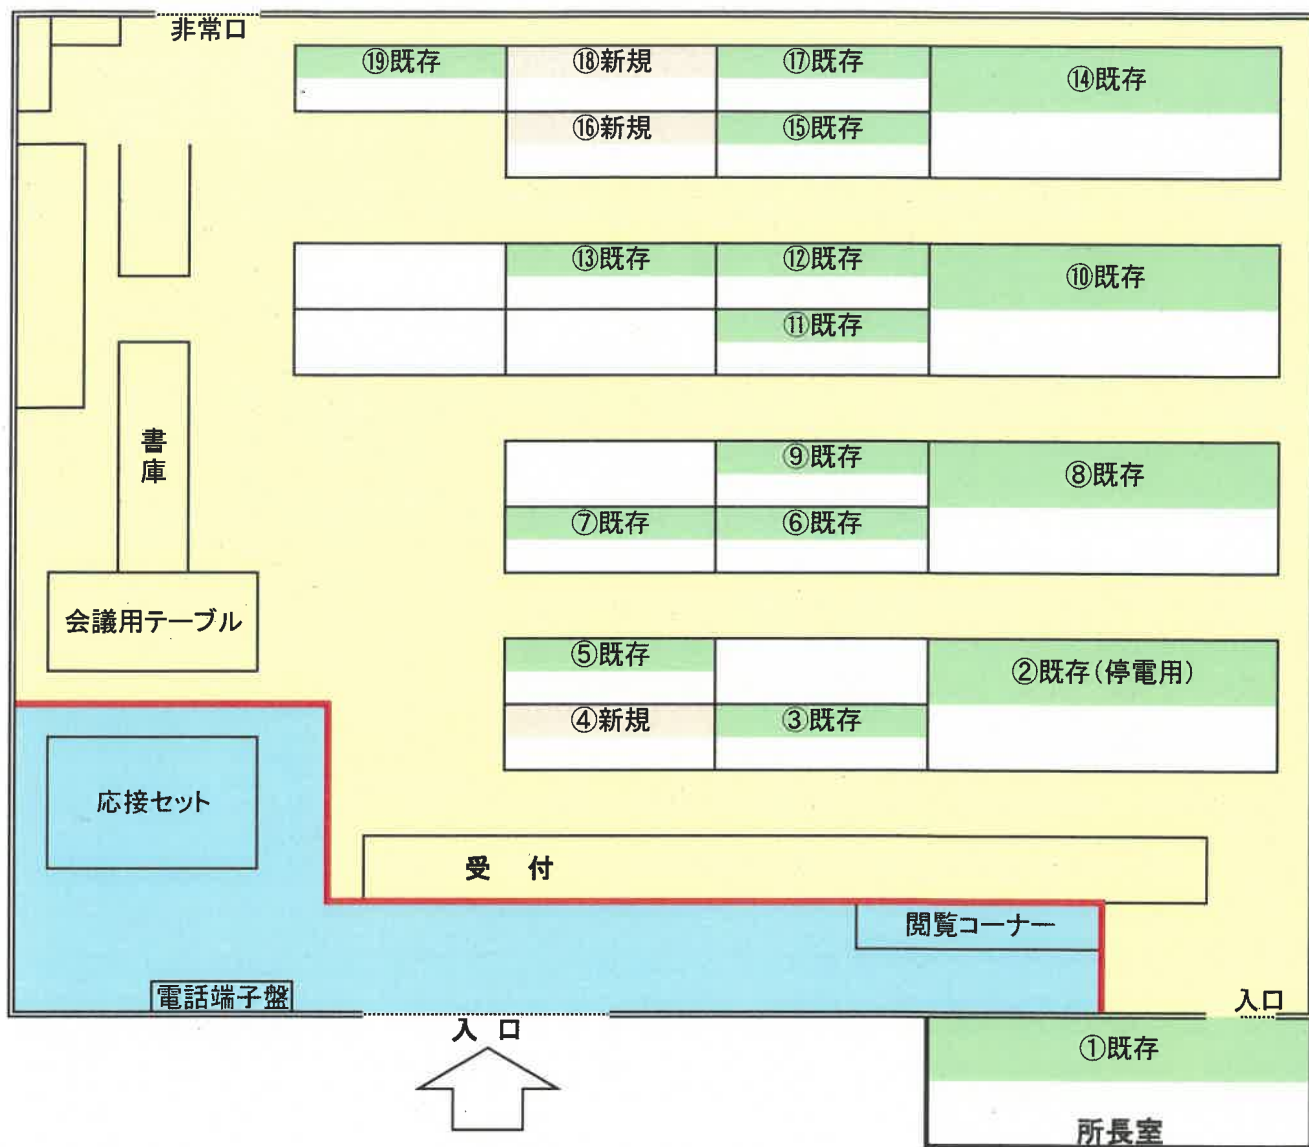 非常口
⑲既存
⑱新規
⑰既存
⑭既存
⑯新規
⑮既存
⑬既存
⑫既存
⑩既存
⑪既存
書庫
⑨既存
⑧既存
⑦既存
⑥既存
会議用テーブル
⑤既存
②既存(停電用)
④新規
③既存
応接セット
受 付
閲覧コーナー
電話端子盤
入 口
入口
①既存
所長室